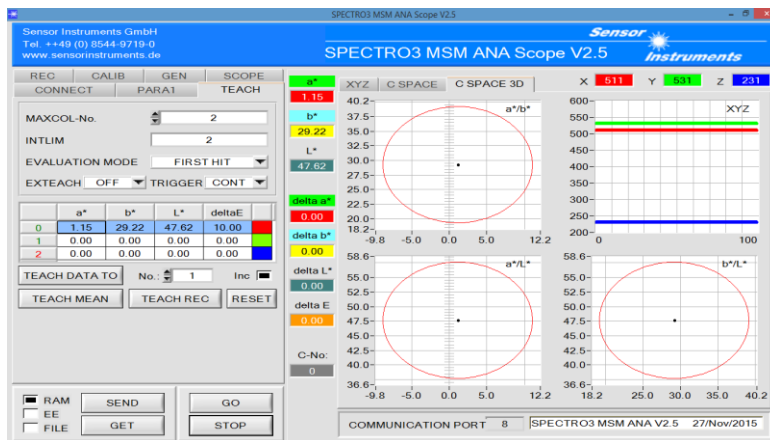 SPECTRO3 MSM ANA Scope V2.5
Sensor Instruments GmbH
Tel. ++49 (0) 8544-9719-0
www.sensorinstruments.de
SPECTRO3 MSM ANA Scope V2.5
Sensor
Instruments
REC CALIB GEN SCOPE
CONNECT PARA1 TEACH
MAXCOL-No. 2
INTLIM 2
EVALUATION MODE FIRST HIT
EXTEACH OFF TRIGGER CONT
a* b* L* deltaE
0 1.15 29.22 47.62 10.00
1 0.00 0.00 0.00 0.00
2 0.00 0.00 0.00 0.00
TEACH DATA TO No.: 1 Inc
TEACH MEAN TEACH REC RESET
RAM
EE
FILE
SEND GO
GET STOP
a*
1.15
b*
29.22
L*
47.62
delta a*
0.00
delta b*
0.00
delta L*
0.00
delta E
0.00
C-No:
0
XYZ C SPACE C SPACE 3D
X 511 Y 531 Z 231
a*/b*
40.2
37.5
35.0
32.5
30.0
27.5
25.0
22.5
20.0
18.2
-9.8 -5.0 0.0 5.0 12.2
XYZ
600
550
500
450
400
350
300
250
200
0 100
a*/L*
58.6
55.0
52.5
50.0
47.5
45.0
42.5
40.0
36.6
-9.8 -5.0 0.0 5.0 12.2
b*/L*
58.6
55.0
52.5
50.0
47.5
45.0
42.5
40.0
36.6
18.2 25.0 30.0 35.0 40.2
COMMUNICATION PORT 8 SPECTRO3 MSM ANA V2.5 27/Nov/2015